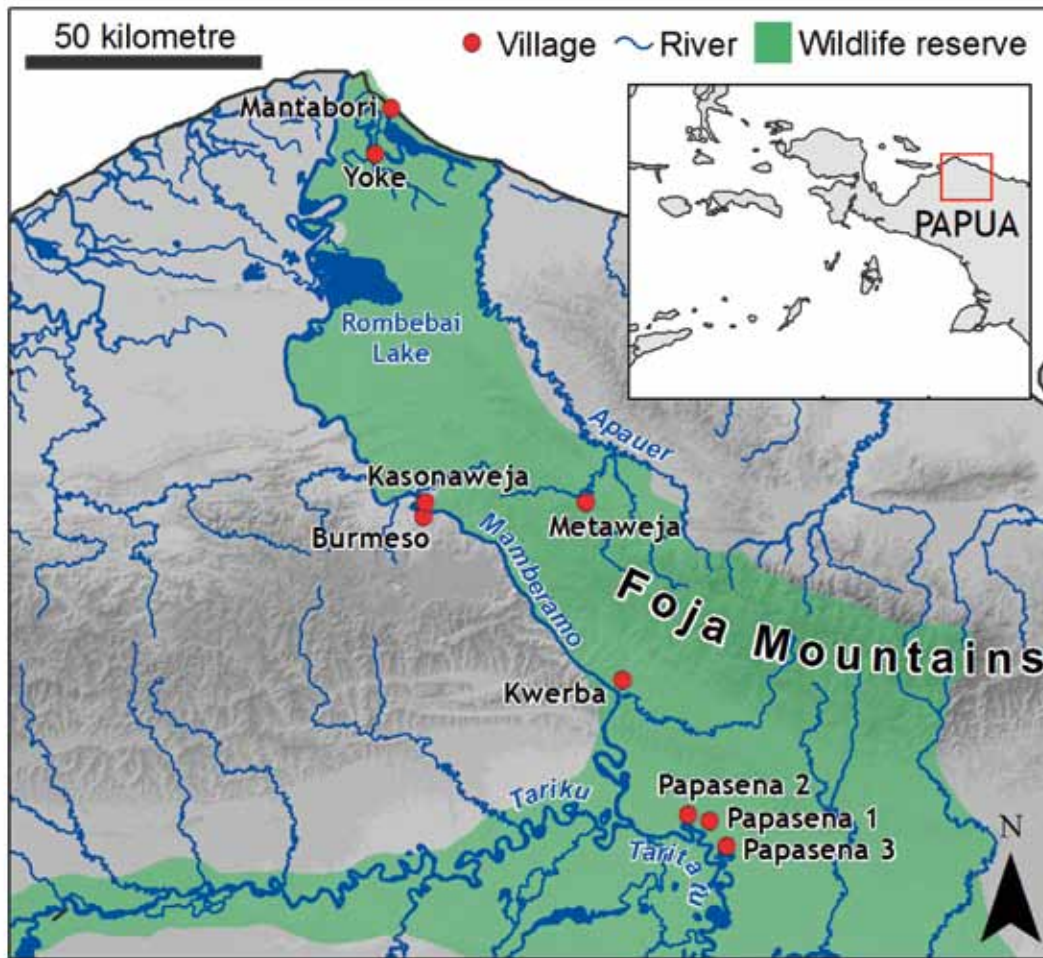 50 kilometre
Village
River
Wildlife reserve
Mantabori
Yoke
PAPUA
Rombebai
Lake
Apauer
Kasonaweja
Metaweja
Burmeso
Mamberamo
Foja Mountains
Kwerba
Papasena 2
Tariku
Papasena 1
Papasena 3
Taritatu
N